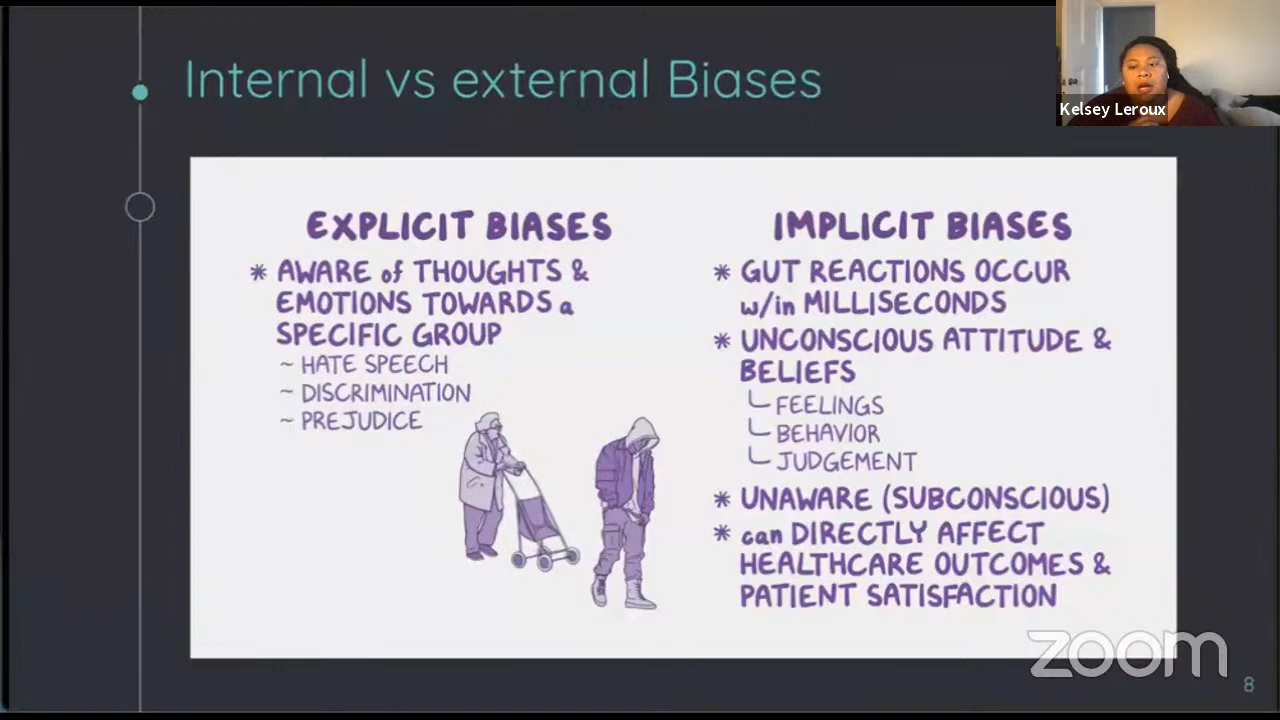 Internal vs external Biases
Kelsey Leroux
EXPLICIT BIASES
* AWARE of THOUGHTS &
EMOTIONS TOWARDS a
SPECIFIC GROUP
~ HATE SPEECH
~ DISCRIMINATION
~ PREJUDICE
IMPLICIT BIASES
* GUT REACTIONS OCCUR
w/in MILLISECONDS
* UNCONSCIOUS ATTITUDE &
BELIEFS
FEELINGS
BEHAVIOR
JUDGEMENT
* UNAWARE (SUBCONSCIOUS)
* can DIRECTLY AFFECT
HEALTHCARE OUTCOMES &
PATIENT SATISFACTION
zoom
8